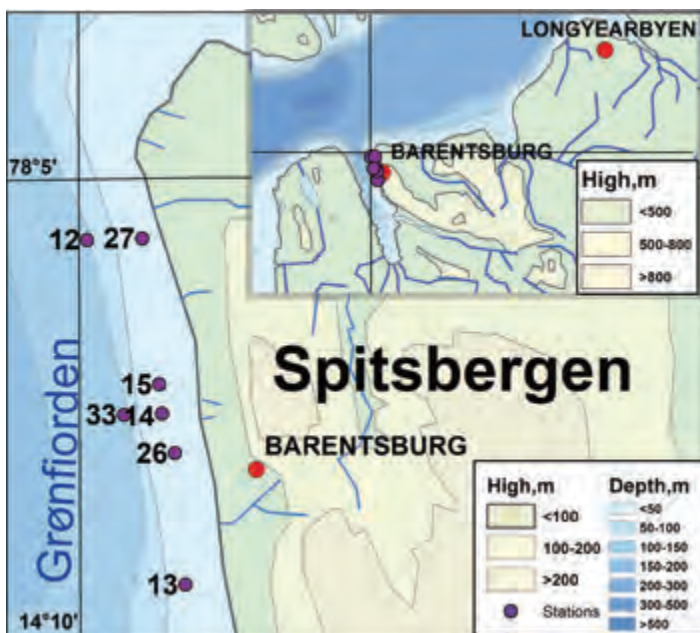 LONGYEARBYEN
BARENTSBURG
High,m
<500
500-800
>800
78°5'
12
27
Spitsbergen
15
33
14
BARENTSBURG
26
Grønfiorden
13
14°10'
High,m
<100
100-200
>200
Stations
Depth,m
<50
50-100
100-150
150-200
200-300
300-500
>500